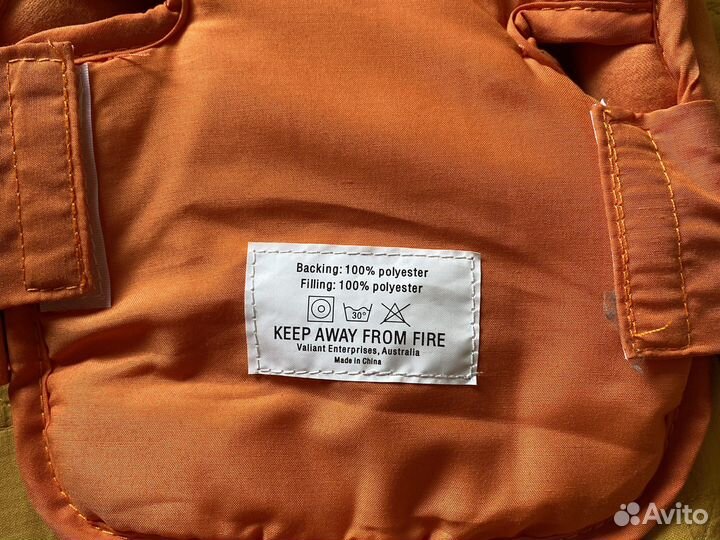 Backing: 100% polyester
Filling: 100% polyester
30°
KEEP AWAY FROM FIRE
Valiant Enterprises, Australia
Made in China
Avito